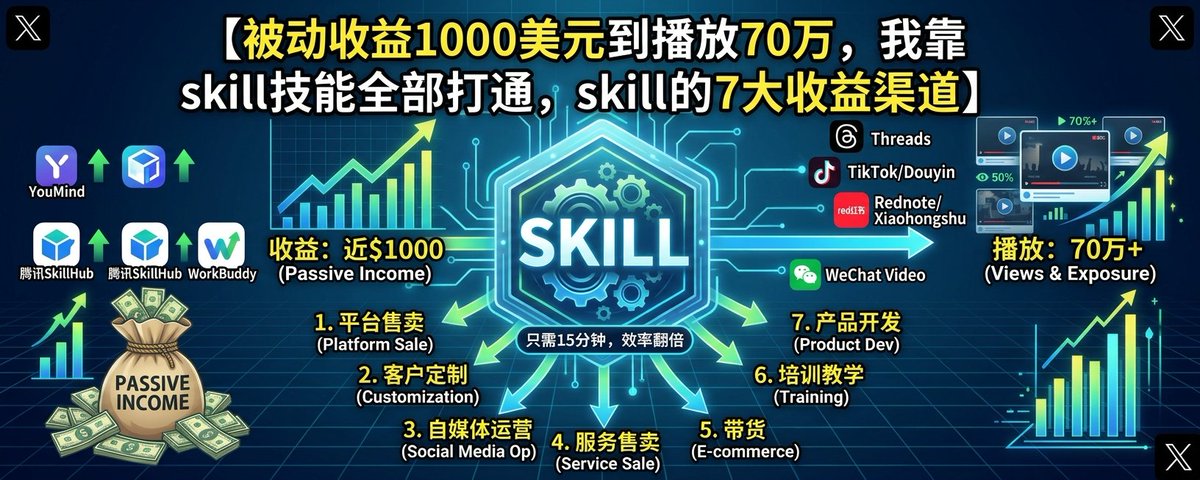 【被动收益1000美元到播放70万，我靠
skill技能全部打通，skill的7大收益渠道】
YouMind
腾讯SkillHub
腾讯SkillHub
WorkBuddy
收益：近$1000
(Passive Income)
PASSIVE
INCOME
SKILL
只需15分钟，效率翻倍
Threads
TikTok/Douyin
red红书
Rednote/
Xiaohongshu
WeChat Video
70%+
50%
播放：70万+
(Views & Exposure)
1. 平台售卖
(Platform Sale)
2. 客户定制
(Customization)
3. 自媒体运营
(Social Media Op)
4. 服务售卖
(Service Sale)
5. 带货
(E-commerce)
6. 培训教学
(Training)
7. 产品开发
(Product Dev)